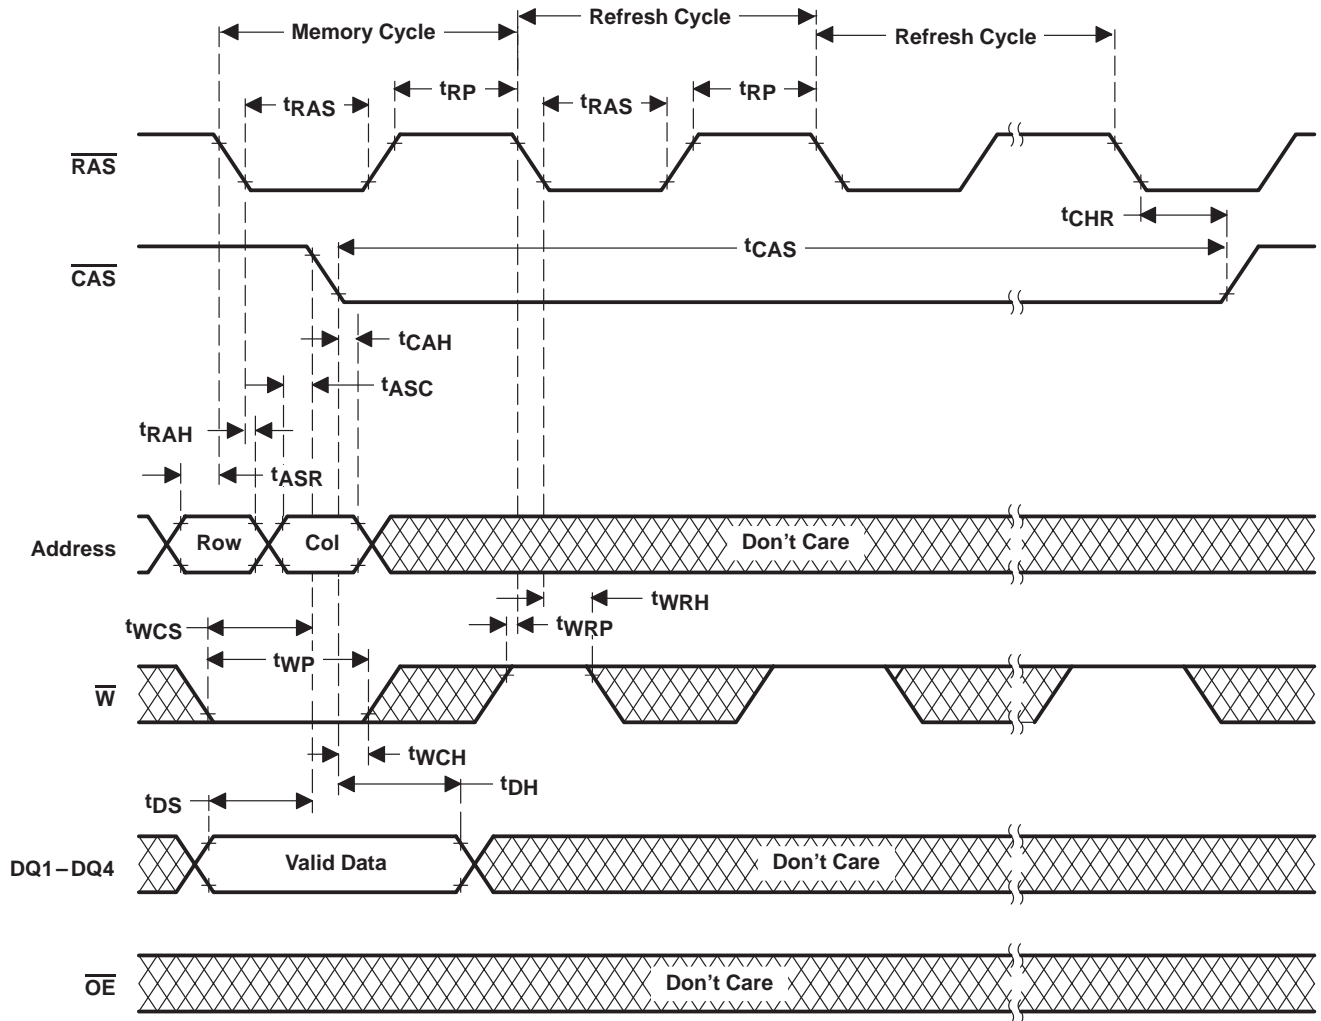 Memory Cycle
Refresh Cycle
Refresh Cycle
tRAS
tRP
tRAS
tRP
RAS
tCHR
CAS
tCAS
tCAH
tASC
tRAH
tASR
Address
Row
Col
Don't Care
tWRH
tWCS
tWRP
tWP
W
tWCH
tDH
tDS
DQ1–DQ4
Valid Data
Don't Care
OE
Don't Care